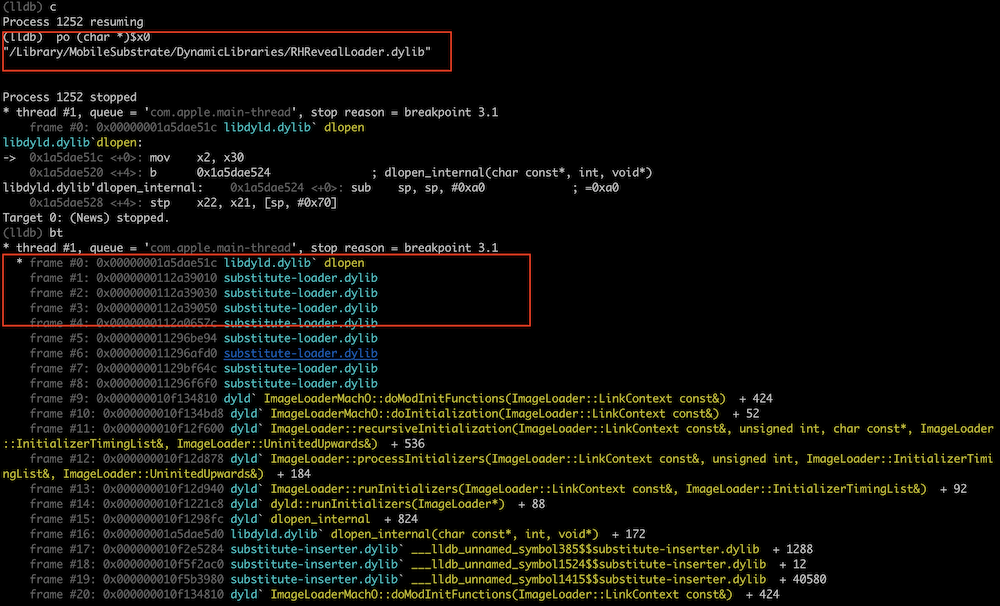 (lldb) c
Process 1252 resuming
(lldb)  po (char *)$x0
"/Library/MobileSubstrate/DynamicLibraries/RHRevealLoader.dylib"
Process 1252 stopped
* thread #1, queue = 'com.apple.main-thread', stop reason = breakpoint 3.1
    frame #0: 0x00000001a5dae51c libdyld.dylib` dlopen
libdyld.dylib`dlopen:
->  0x1a5dae51c <+0>: mov    x2, x30
    0x1a5dae520 <+4>: b      0x1a5dae524               ; dlopen_internal(char const*, int, void*)
libdyld.dylib'dlopen_internal:    0x1a5dae524 <+0>: sub    sp, sp, #0xa0             ; =0xa0
    0x1a5dae528 <+4>: stp    x22, x21, [sp, #0x70]
Target 0: (News) stopped.
(lldb) bt
* thread #1, queue = 'com.apple.main-thread', stop reason = breakpoint 3.1
  * frame #0: 0x00000001a5dae51c libdyld.dylib` dlopen
    frame #1: 0x0000000112a39010 substitute-loader.dylib
    frame #2: 0x0000000112a39030 substitute-loader.dylib
    frame #3: 0x0000000112a39050 substitute-loader.dylib
    frame #4: 0x0000000112a0657c substitute-loader.dylib
    frame #5: 0x000000011296be94 substitute-loader.dylib
    frame #6: 0x000000011296afd0 substitute-loader.dylib
    frame #7: 0x00000001129bf64c substitute-loader.dylib
    frame #8: 0x000000011296f6f0 substitute-loader.dylib
    frame #9: 0x000000010f134810 dyld` ImageLoaderMachO::doModInitFunctions(ImageLoader::LinkContext const&)  + 424
    frame #10: 0x000000010f134bd8 dyld` ImageLoaderMachO::doInitialization(ImageLoader::LinkContext const&)  + 52
    frame #11: 0x000000010f12f600 dyld` ImageLoader::recursiveInitialization(ImageLoader::LinkContext const&, unsigned int, char const*, ImageLoader
::InitializerTimingList&, ImageLoader::UninitedUpwards&)  + 536
    frame #12: 0x000000010f12d878 dyld` ImageLoader::processInitializers(ImageLoader::LinkContext const&, unsigned int, ImageLoader::InitializerTimi
ngList&, ImageLoader::UninitedUpwards&)  + 184
    frame #13: 0x000000010f12d940 dyld` ImageLoader::runInitializers(ImageLoader::LinkContext const&, ImageLoader::InitializerTimingList&)  + 92
    frame #14: 0x000000010f1221c8 dyld` dyld::runInitializers(ImageLoader*)  + 88
    frame #15: 0x000000010f1298fc dyld` dlopen_internal  + 824
    frame #16: 0x00000001a5dae5d0 libdyld.dylib` dlopen_internal(char const*, int, void*)  + 172
    frame #17: 0x000000010f2e5284 substitute-inserter.dylib` ___lldb_unnamed_symbol385$$substitute-inserter.dylib  + 1288
    frame #18: 0x000000010f5f2ac0 substitute-inserter.dylib` ___lldb_unnamed_symbol1524$$substitute-inserter.dylib  + 12
    frame #19: 0x000000010f5b3980 substitute-inserter.dylib` ___lldb_unnamed_symbol1415$$substitute-inserter.dylib  + 40580
    frame #20: 0x000000010f134810 dyld` ImageLoaderMachO::doModInitFunctions(ImageLoader::LinkContext const&)  + 424